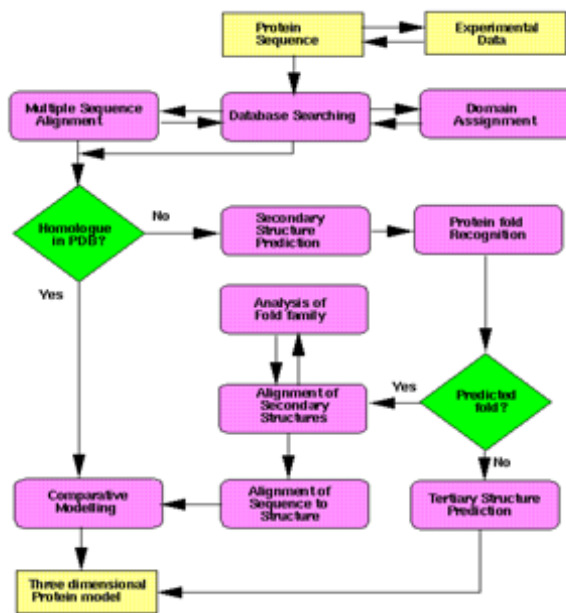 Protein
Sequence
Experimental
Data
Multiple Sequence
Alignment
Database Searching
Domain
Assignment
Homologue
in PDB?
No
Secondary
Structure
Prediction
Protein fold
Recognition
Yes
Analysis of
Fold family
Alignment of
Secondary
Structures
Yes
Predicted
fold?
No
Comparative
Modelling
Alignment of
Sequence to
Structure
Tertiary Structure
Prediction
Three dimensional
Protein model